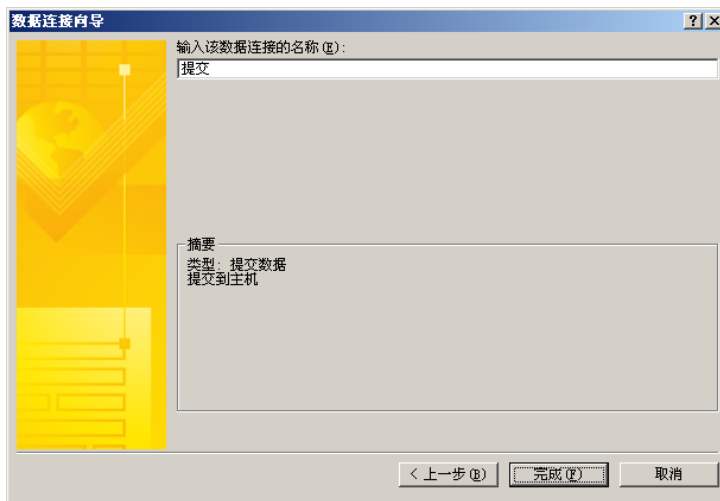 数据连接向导
输入该数据连接的名称(E):
提交
摘要
类型: 提交数据
提交到主机
< 上一步(B)
完成(F)
取消